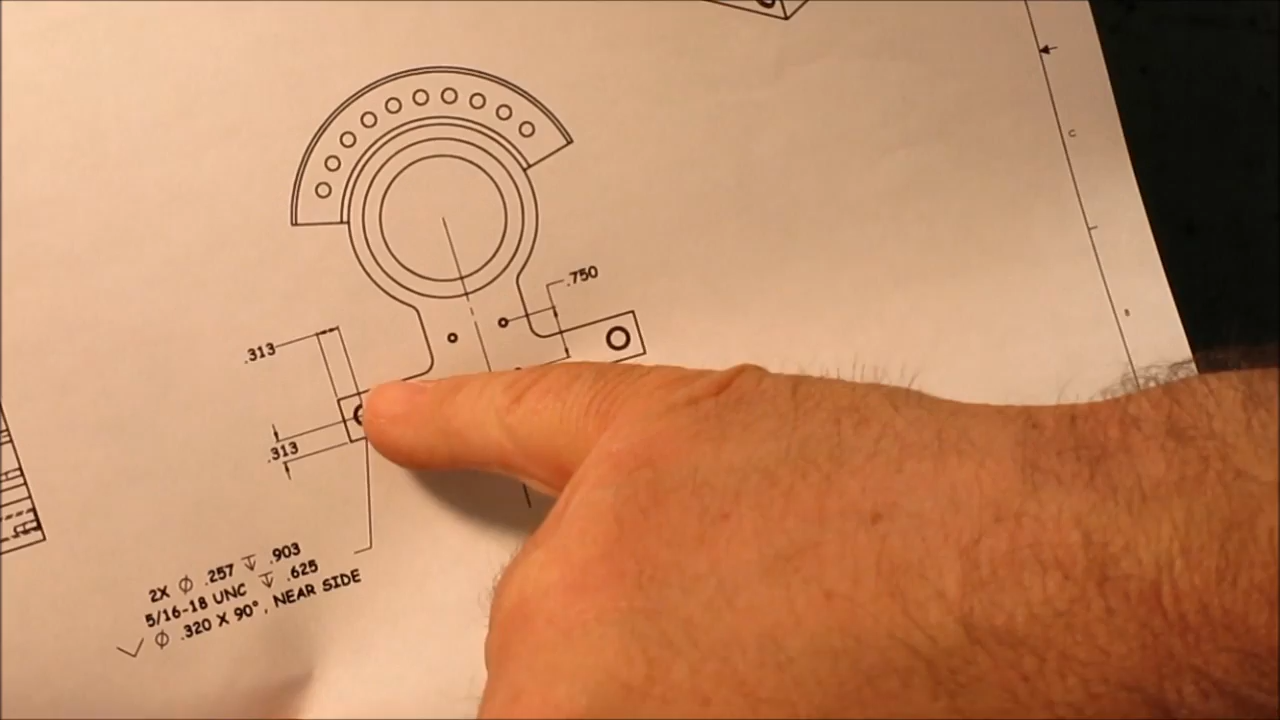 C
.750
B
.313
.313
2X ∅ .257 ↧ .903
5/16-18 UNC ↧ .625
⌵ ∅ .320 X 90°, NEAR SIDE